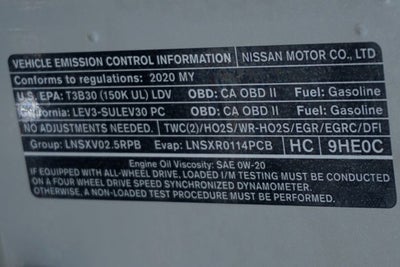 VEHICLE EMISSION CONTROL INFORMATION NISSAN MOTOR CO., LTD
Conforms to regulations: 2020 MY
U.S. EPA: T3B30 (150K UL) LDV OBD: CA OBD II Fuel: Gasoline
California: LEV3-SULEV30 PC OBD: CA OBD II Fuel: Gasoline
NO ADJUSTMENTS NEEDED. TWC(2)/HO2S/WR-HO2S/EGR/EGRC/DFI
Group: LNSXV02.5RPB Evap: LNSXR0114PCB HC 9HE0C
Engine Oil Viscosity: SAE 0W-20
IF EQUIPPED WITH ALL-WHEEL DRIVE, LOADED I/M TESTING MUST BE CONDUCTED
ON A FOUR WHEEL DRIVE SPEED SYNCHRONIZED DYNAMOMETER.
OTHERWISE, A NON-LOADED TEST PROCEDURE MUST BE PERFORMED.